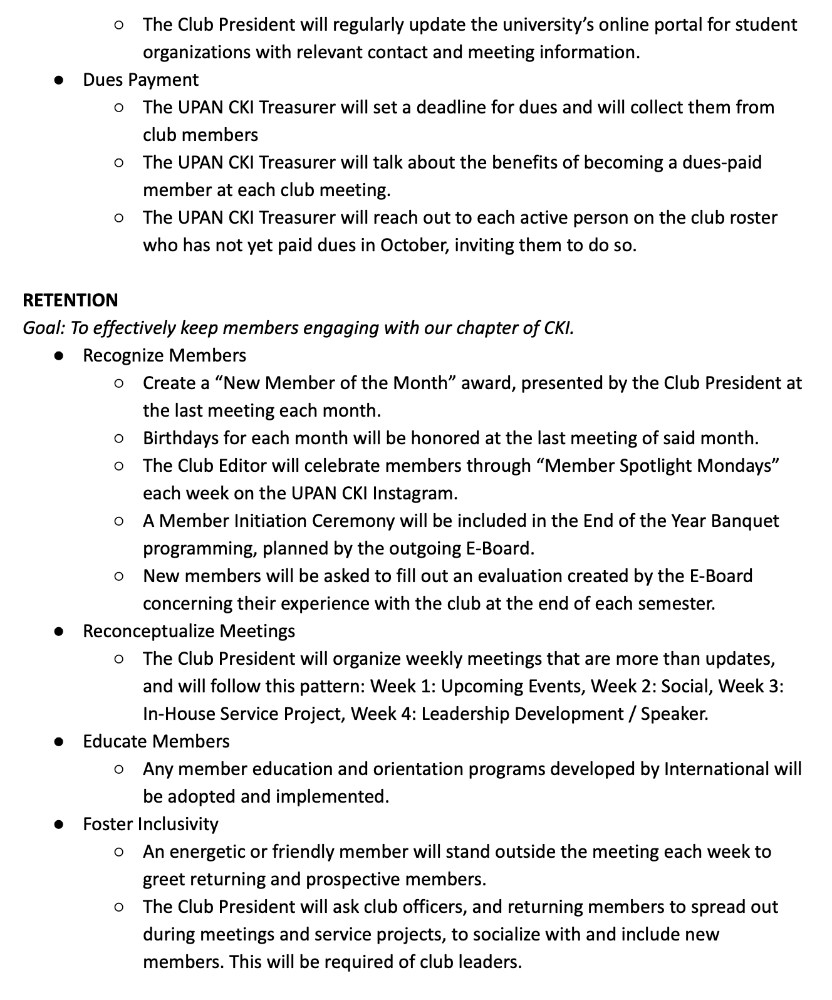 ○ The Club President will regularly update the university’s online portal for student
organizations with relevant contact and meeting information.
● Dues Payment
○ The UPAN CKI Treasurer will set a deadline for dues and will collect them from
club members
○ The UPAN CKI Treasurer will talk about the benefits of becoming a dues-paid
member at each club meeting.
○ The UPAN CKI Treasurer will reach out to each active person on the club roster
who has not yet paid dues in October, inviting them to do so.
RETENTION
Goal: To effectively keep members engaging with our chapter of CKI.
● Recognize Members
○ Create a “New Member of the Month” award, presented by the Club President at
the last meeting each month.
○ Birthdays for each month will be honored at the last meeting of said month.
○ The Club Editor will celebrate members through “Member Spotlight Mondays”
each week on the UPAN CKI Instagram.
○ A Member Initiation Ceremony will be included in the End of the Year Banquet
programming, planned by the outgoing E-Board.
○ New members will be asked to fill out an evaluation created by the E-Board
concerning their experience with the club at the end of each semester.
● Reconceptualize Meetings
○ The Club President will organize weekly meetings that are more than updates,
and will follow this pattern: Week 1: Upcoming Events, Week 2: Social, Week 3:
In-House Service Project, Week 4: Leadership Development / Speaker.
● Educate Members
○ Any member education and orientation programs developed by International will
be adopted and implemented.
● Foster Inclusivity
○ An energetic or friendly member will stand outside the meeting each week to
greet returning and prospective members.
○ The Club President will ask club officers, and returning members to spread out
during meetings and service projects, to socialize with and include new
members. This will be required of club leaders.